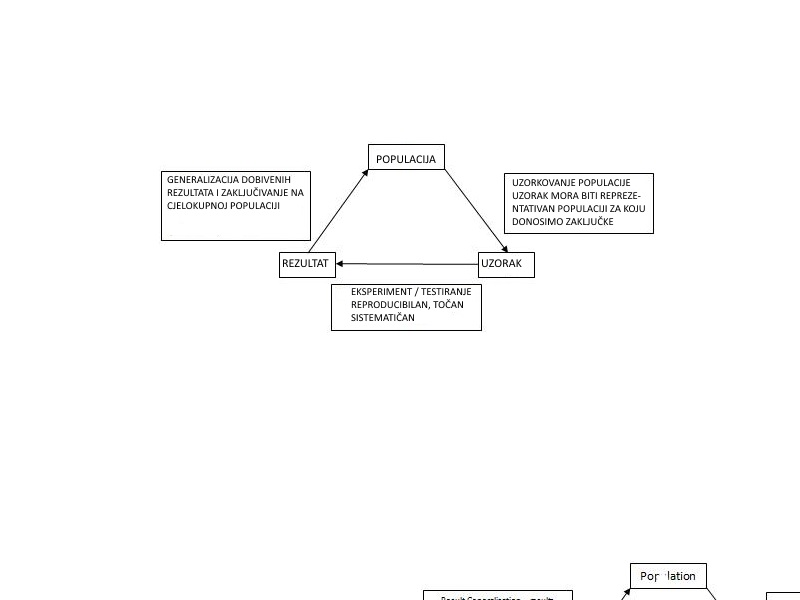 POPULACIJA
GENERALIZACIJA DOBIVENIH
REZULTATA I ZAKLJUČIVANJE NA
CJELOKUPNOJ POPULACIJI
UZORKOVANJE POPULACIJE
UZORAK MORA BITI REPREZE-
NTATIVAN POPULACIJI ZA KOJU
DONOSIMO ZAKLJUČKE
REZULTAT
UZORAK
EKSPERIMENT / TESTIRANJE
REPRODUCIBILAN, TOČAN
SISTEMATIČAN